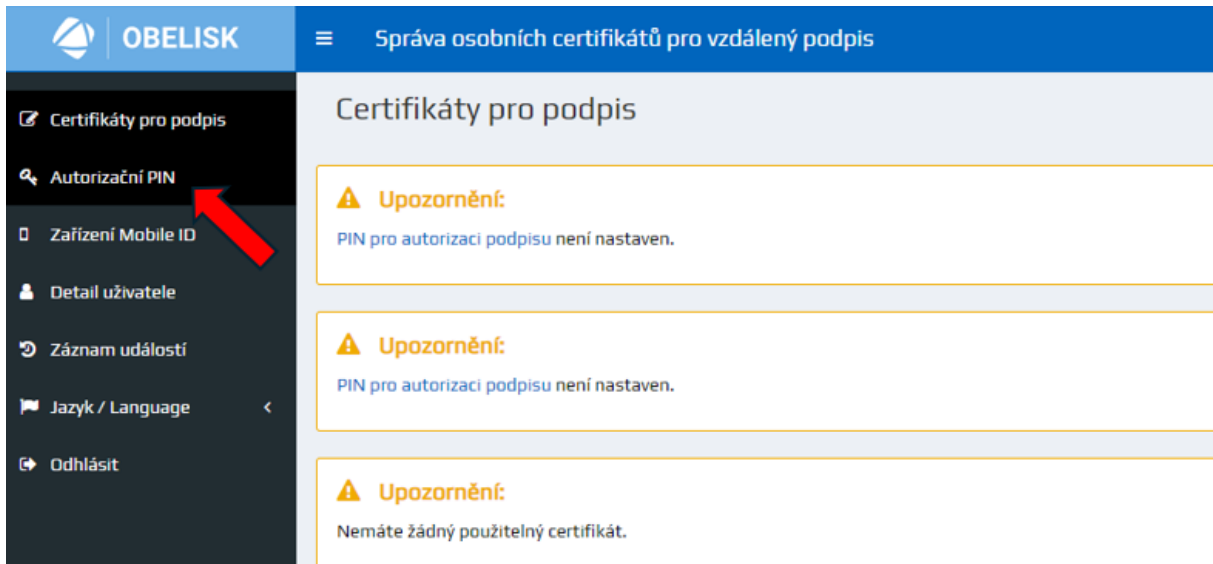 OBELISK
Správa osobních certifikátů pro vzdálený podpis
Certifikáty pro podpis
Autorizační PIN
Zařízení Mobile ID
Detail uživatele
Záznam událostí
Jazyk / Language
Odhlásit
Certifikáty pro podpis
Upozornění:
PIN pro autorizaci podpisu není nastaven.
Upozornění:
PIN pro autorizaci podpisu není nastaven.
Upozornění:
Nemáte žádný použitelný certifikát.